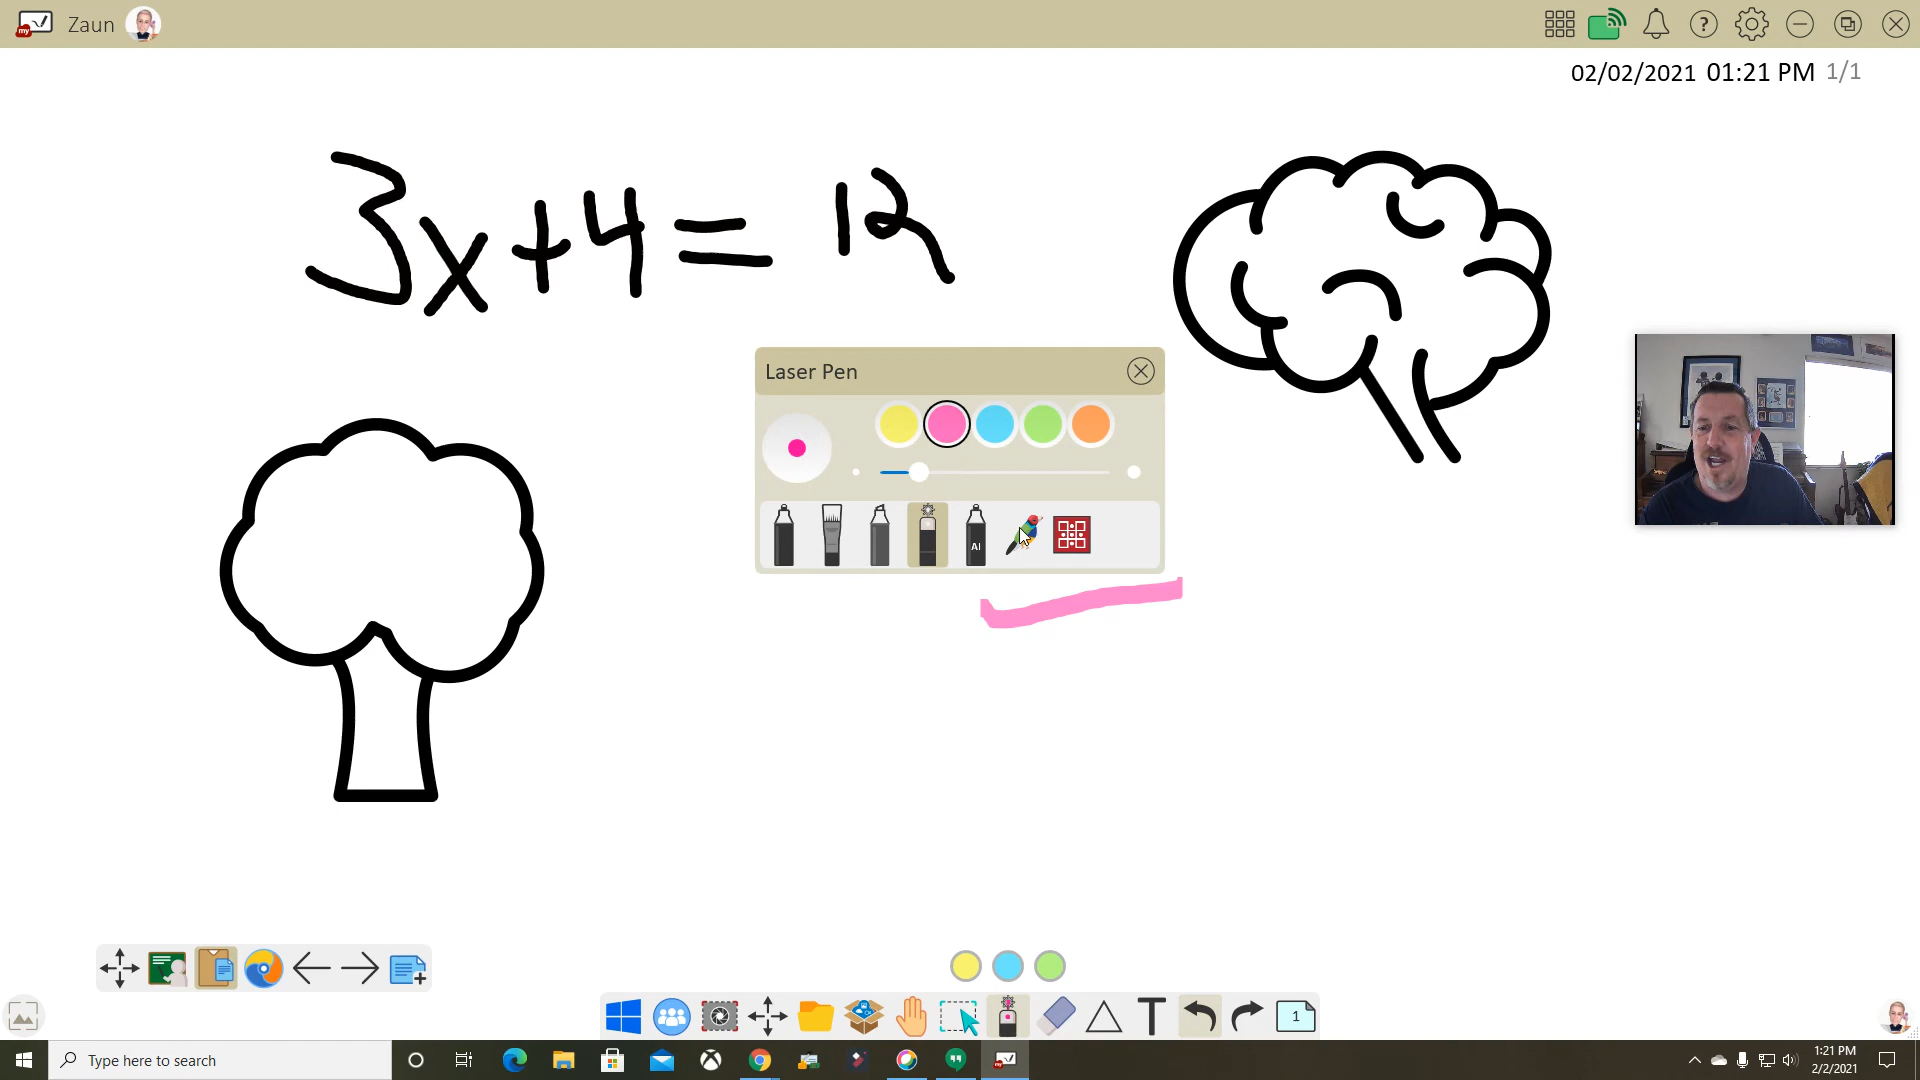 my Zaun
02/02/2021 01:21 PM 1/1
3x+4=12
Laser Pen
AI
T
1
Type here to search
1:21 PM
2/2/2021